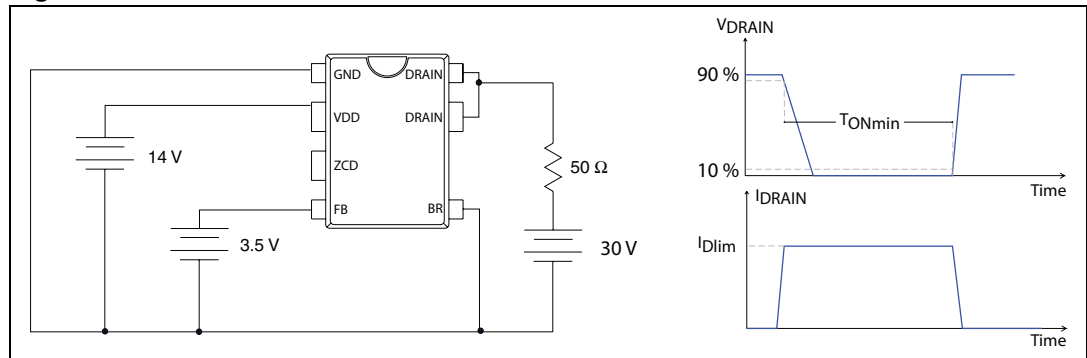 GND
DRAIN
VDD
DRAIN
ZCD
FB
BR
14 V
3.5 V
50 Ω
30 V
VDRAIN
90 %
TONmin
10 %
Time
IDRAIN
IDlim
Time